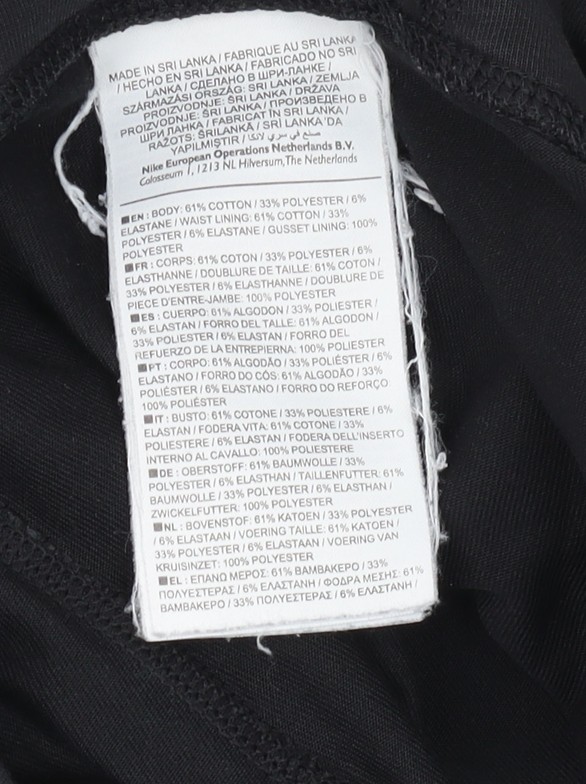 MADE IN SRI LANKA / FABRIQUE AU SRI LANKA
/ HECHO EN SRI LANKA / FABRICADO NO SRI
LANKA / СДЕЛАНО В ШРИ-ЛАНКЕ /
SZÁRMAZÁSI ORSZÁG: SRI LANKA / ZEMLJA
PROIZVODNJE: ŠRI LANKA / DRŽAVA
PROIZVODNJE: ŠRI LANKA / ПРОИЗВЕДЕНО В
ШРИ ЛАНКА / FABRICAT ÎN SRI LANKA /
RAŽOTS: ŠRILANKĀ / SRI LANKA'DA
YAPILMIŞTIR / صنع في سري لانكا
Nike European Operations Netherlands B.V.
Colosseum 1, 1213 NL Hilversum, The Netherlands
■EN : BODY: 61% COTTON / 33% POLYESTER / 6%
ELASTANE / WAIST LINING: 61% COTTON / 33%
POLYESTER / 6% ELASTANE / GUSSET LINING: 100%
POLYESTER
■FR : CORPS: 61% COTON / 33% POLYESTER / 6%
ELASTHANNE / DOUBLURE DE TAILLE: 61% COTON /
33% POLYESTER / 6% ELASTHANNE / DOUBLURE DE
PIECE D'ENTRE-JAMBE: 100% POLYESTER
■ES : CUERPO: 61% ALGODON / 33% POLIESTER /
6% ELASTAN / FORRO DEL TALLE: 61% ALGODON /
33% POLIESTER / 6% ELASTAN / FORRO DEL
REFUERZO DE LA ENTREPIERNA: 100% POLIESTER
■PT : CORPO: 61% ALGODÃO / 33% POLIÉSTER / 6%
ELASTANO / FORRO DO CÓS: 61% ALGODÃO / 33%
POLIÉSTER / 6% ELASTANO / FORRO DO REFORÇO:
100% POLIÉSTER
■IT : BUSTO: 61% COTONE / 33% POLIESTERE / 6%
ELASTAN / FODERA VITA: 61% COTONE / 33%
POLIESTERE / 6% ELASTAN / FODERA DELL'INSERTO
INTERNO AL CAVALLO: 100% POLIESTERE
■DE : OBERSTOFF: 61% BAUMWOLLE / 33%
POLYESTER / 6% ELASTHAN / TAILLENFUTTER: 61%
BAUMWOLLE / 33% POLYESTER / 6% ELASTHAN /
ZWICKELFUTTER: 100% POLYESTER
■NL : BOVENSTOF: 61% KATOEN / 33% POLYESTER
/ 6% ELASTAAN / VOERING TAILLE: 61% KATOEN /
33% POLYESTER / 6% ELASTAAN / VOERING VAN
KRUISINZET: 100% POLYESTER
■EL : ΕΠΑΝΩ ΜΕΡΟΣ: 61% ΒΑΜΒΑΚΕΡΟ / 33%
ΠΟΛΥΕΣΤΕΡΑΣ / 6% ΕΛΑΣΤΑΝΗ / ΦΟΔΡΑ ΜΕΣΗΣ: 61%
ΒΑΜΒΑΚΕΡΟ / 33% ΠΟΛΥΕΣΤΕΡΑΣ / 6% ΕΛΑΣΤΑΝΗ /